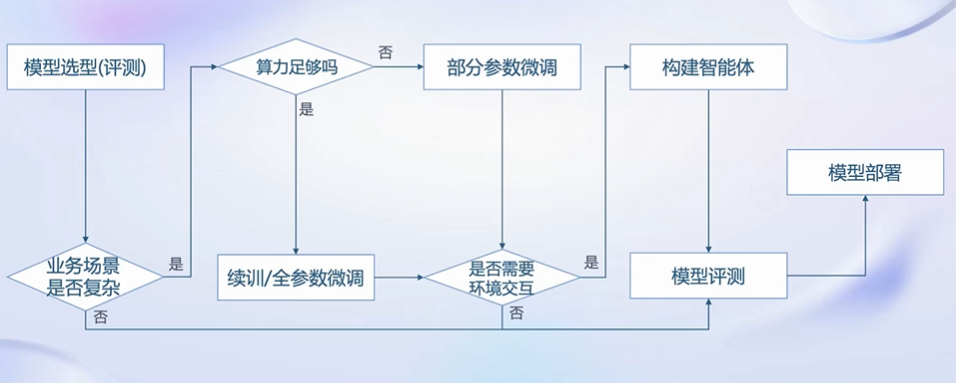 模型选型(评测)
算力足够吗
否
部分参数微调
构建智能体
是
模型部署
业务场景
是否复杂
是
续训/全参数微调
是否需要
环境交互
是
模型评测
否
否